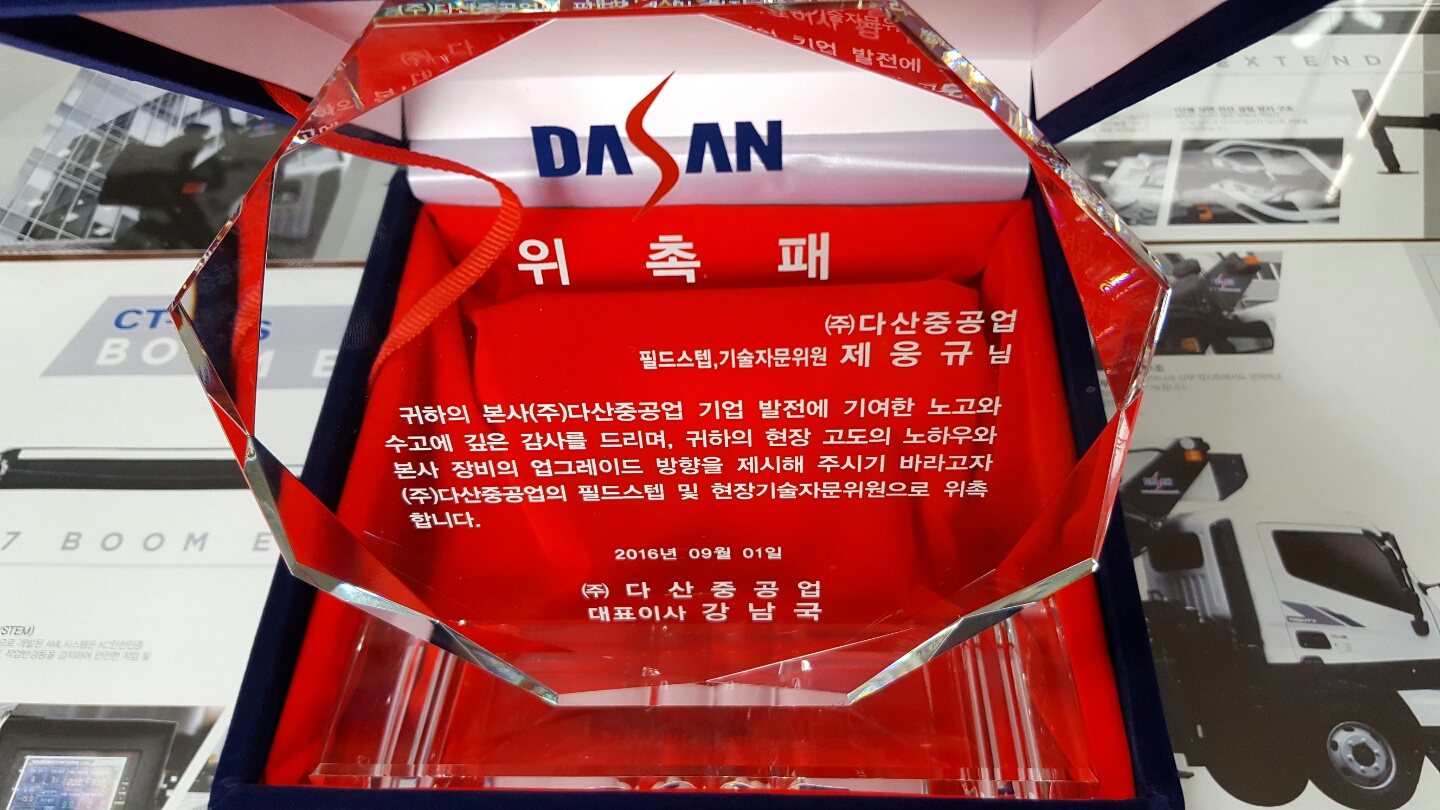 DASAN
위 촉 패
㈜다산중공업
필드스텝,기술자문위원 제 웅 규 님
귀하의 본사(주)다산중공업 기업 발전에 기여한 노고와
수고에 깊은 감사를 드리며, 귀하의 현장 고도의 노하우와
본사 장비의 업그레이드 방향을 제시해 주시기 바라고자
(주)다산중공업의 필드스텝 및 현장기술자문위원으로 위촉
합니다.
2016년 09월 01일
㈜ 다 산 중 공 업
대표이사 강 남 국
EXTEND
BOOM E
7 BOOM E
DASAN
MIGHTY